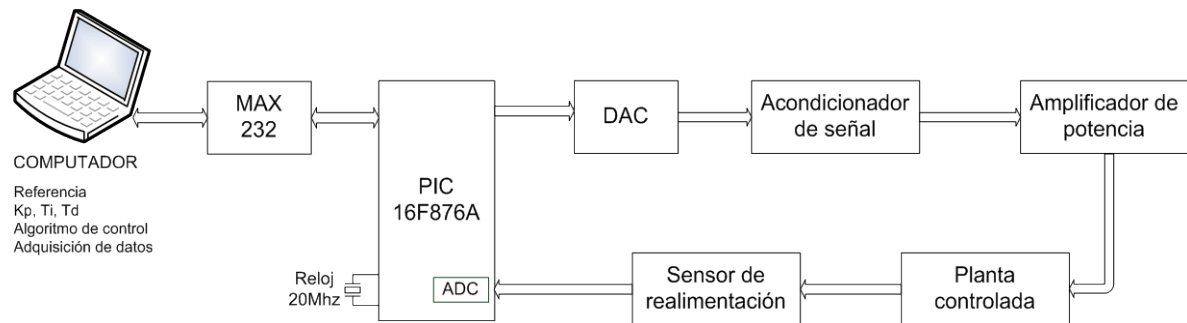 MAX
232
DAC
Acondicionador
de señal
Amplificador de
potencia
COMPUTADOR
Referencia
Kp, Ti, Td
Algoritmo de control
Adquisición de datos
PIC
16F876A
Reloj
20Mhz
ADC
Sensor de
realimentación
Planta
controlada